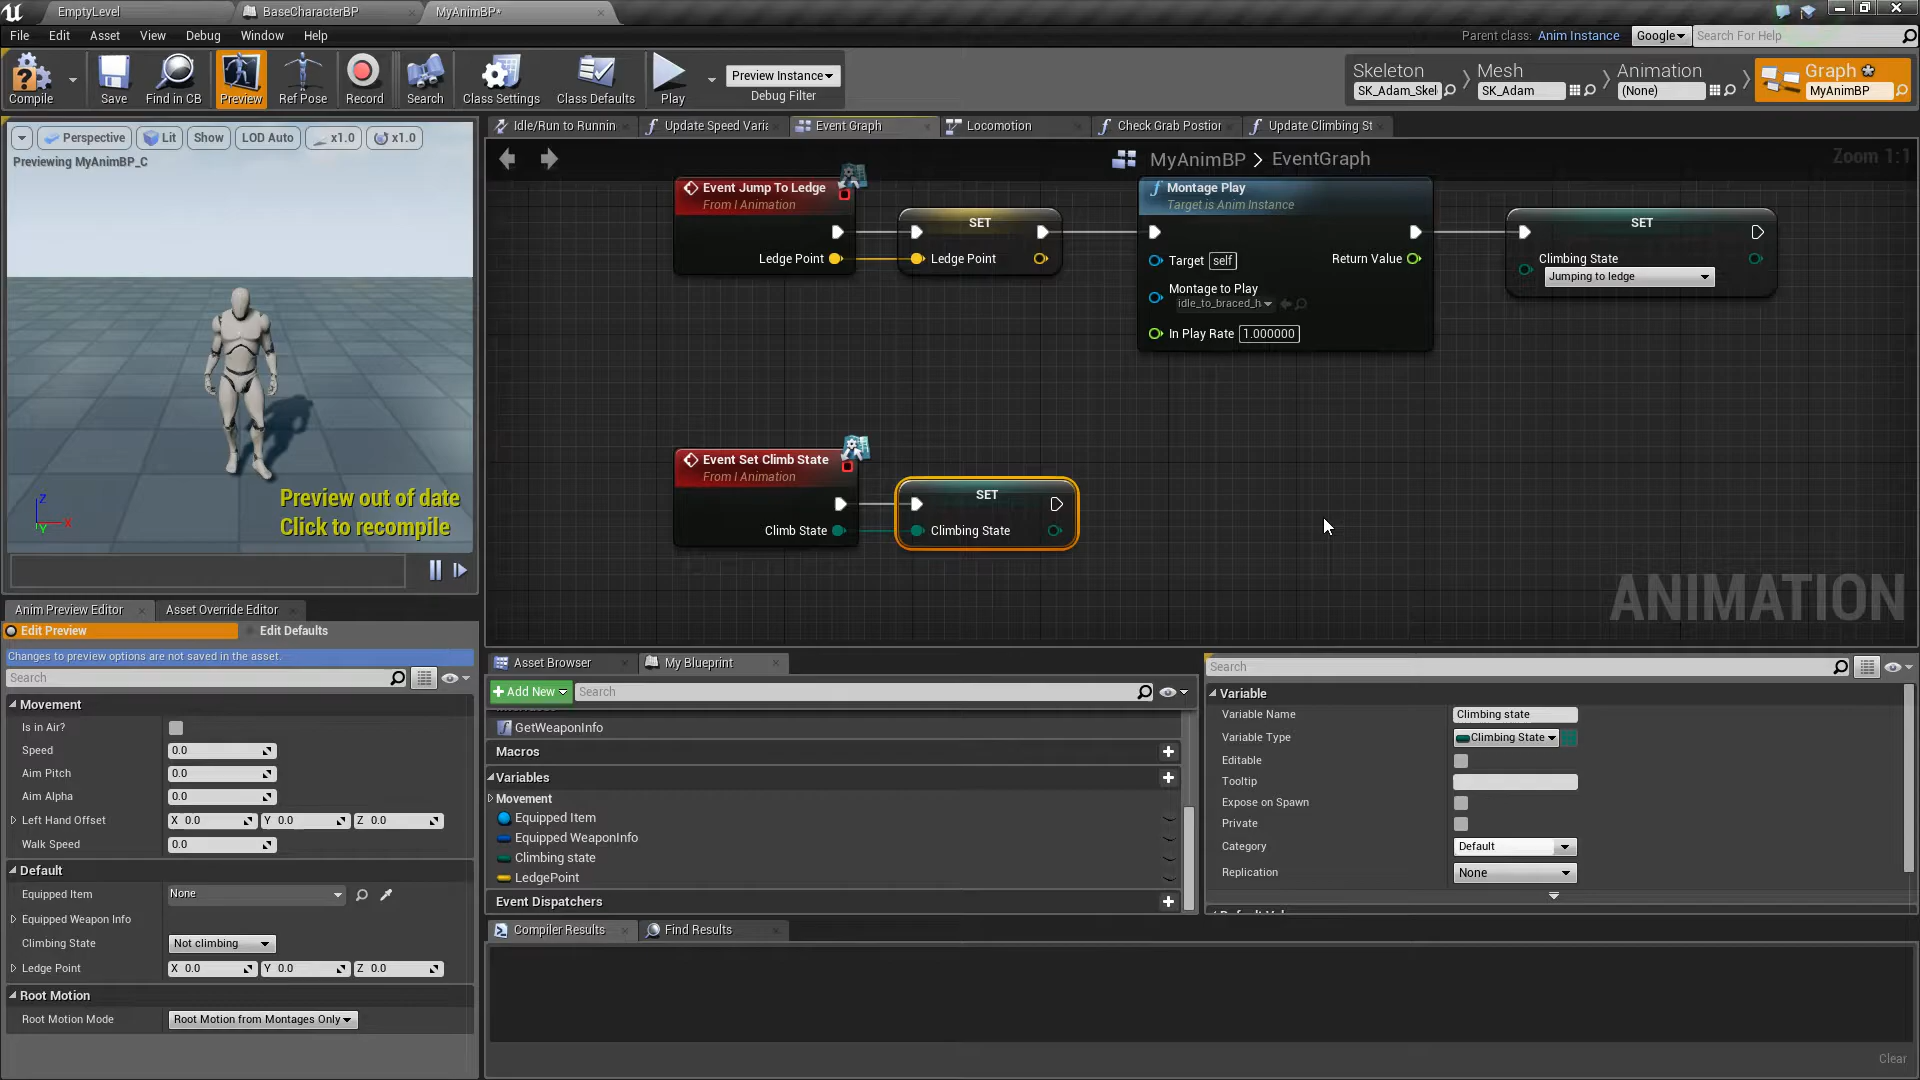 EmptyLevel
BaseCharacterBP
MyAnimBP*
File Edit Asset View Debug Window Help
Parent class: Anim Instance
Google
Search For Help
Compile
Save
Find in CB
Preview
Ref Pose
Record
Search
Class Settings
Class Defaults
Play
Preview Instance
Debug Filter
Skeleton
SK_Adam_Skel
Mesh
SK_Adam
Animation
(None)
Graph
MyAnimBP
Perspective
Lit
Show
LOD Auto
x1.0
x1.0
Previewing MyAnimBP_C
Preview out of date
Click to recompile
Z
X
Y
Idle/Run to Runnin
Update Speed Varia
Event Graph
Locomotion
Check Grab Postior
Update Climbing St
MyAnimBP > EventGraph
Zoom 1:1
Event Jump To Ledge
From I Animation
Ledge Point
SET
Ledge Point
Montage Play
Target is Anim Instance
Target self
Return Value
Montage to Play
idle_to_braced_h
In Play Rate 1.000000
SET
Climbing State
Jumping to ledge
Event Set Climb State
From I Animation
Climb State
SET
Climbing State
ANIMATION
Anim Preview Editor
Asset Override Editor
Edit Preview
Edit Defaults
Changes to preview options are not saved in the asset.
Search
Movement
Is in Air?
Speed 0.0
Aim Pitch 0.0
Aim Alpha 0.0
Left Hand Offset X 0.0 Y 0.0 Z 0.0
Walk Speed 0.0
Default
Equipped Item None
Equipped Weapon Info
Climbing State Not climbing
Ledge Point X 0.0 Y 0.0 Z 0.0
Root Motion
Root Motion Mode Root Motion from Montages Only
Asset Browser
My Blueprint
Add New
Search
GetWeaponInfo
Macros
Variables
Movement
Equipped Item
Equipped WeaponInfo
Climbing state
LedgePoint
Event Dispatchers
Compiler Results
Find Results
Clear
Search
Variable
Variable Name Climbing state
Variable Type Climbing State
Editable
Tooltip
Expose on Spawn
Private
Category Default
Replication None